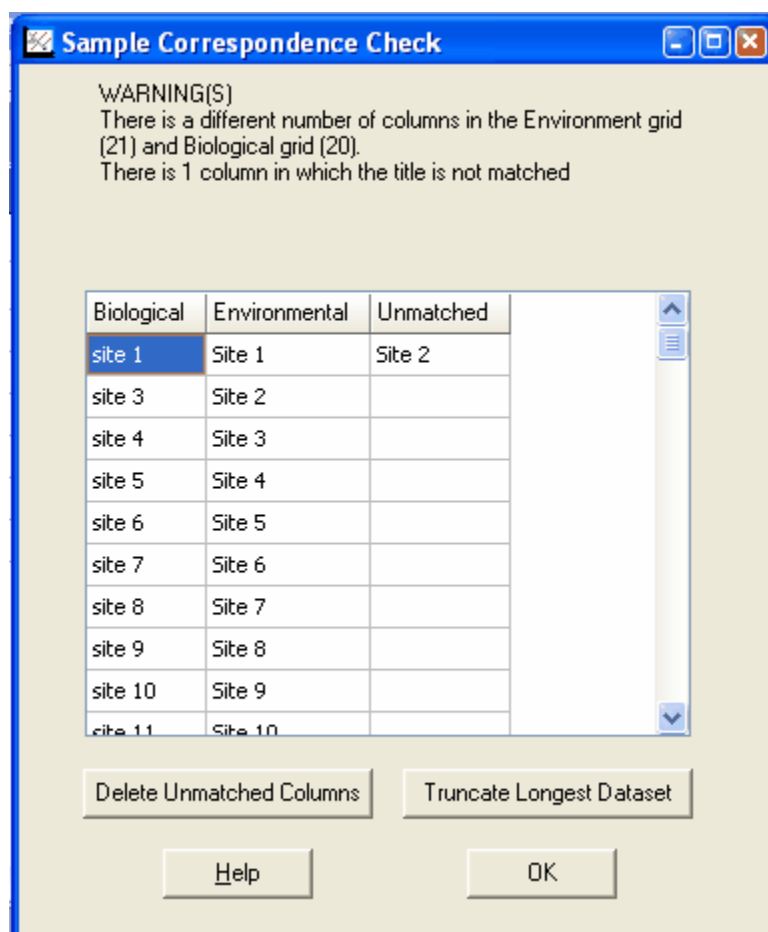 Sample Correspondence Check
WARNING(S)
There is a different number of columns in the Environment grid
(21) and Biological grid (20).
There is 1 column in which the title is not matched
Biological Environmental Unmatched
site 1 Site 1 Site 2
site 3 Site 2
site 4 Site 3
site 5 Site 4
site 6 Site 5
site 7 Site 6
site 8 Site 7
site 9 Site 8
site 10 Site 9
site 11 Site 10
Delete Unmatched Columns Truncate Longest Dataset
Help OK